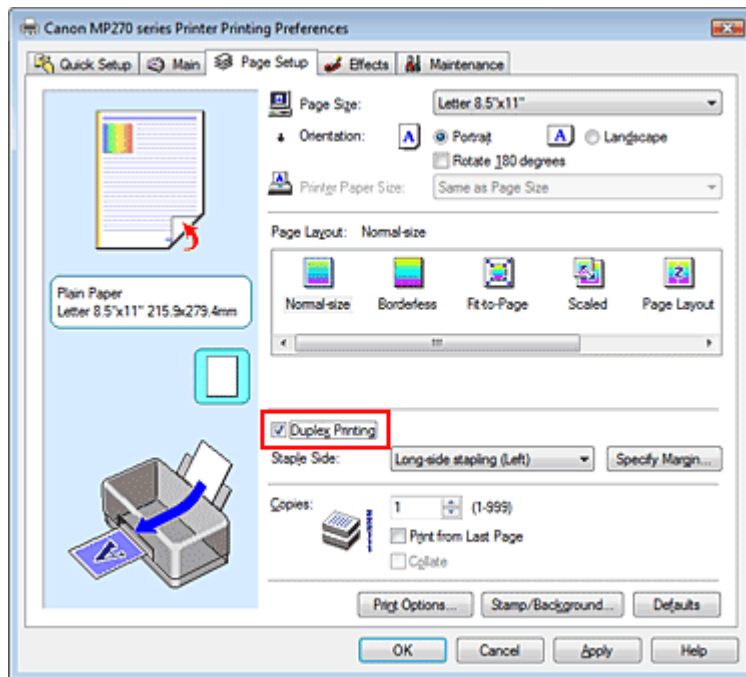 Canon MP270 series Printer Printing Preferences
Quick Setup Main Page Setup Effects Maintenance
Page Size: Letter 8.5"x11"
Orientation: A Portrait A Landscape
Rotate 180 degrees
Printer Paper Size: Same as Page Size
Page Layout: Normal-size
Normal-size Borderless Fit-to-Page Scaled Page Layout
Plain Paper
Letter 8.5"x11" 215.9x279.4mm
Duplex Printing
Staple Side: Long-side stapling (Left) Specify Margin...
Copies: 1 (1-999)
Print from Last Page
Collate
Print Options... Stamp/Background... Defaults
OK Cancel Apply Help